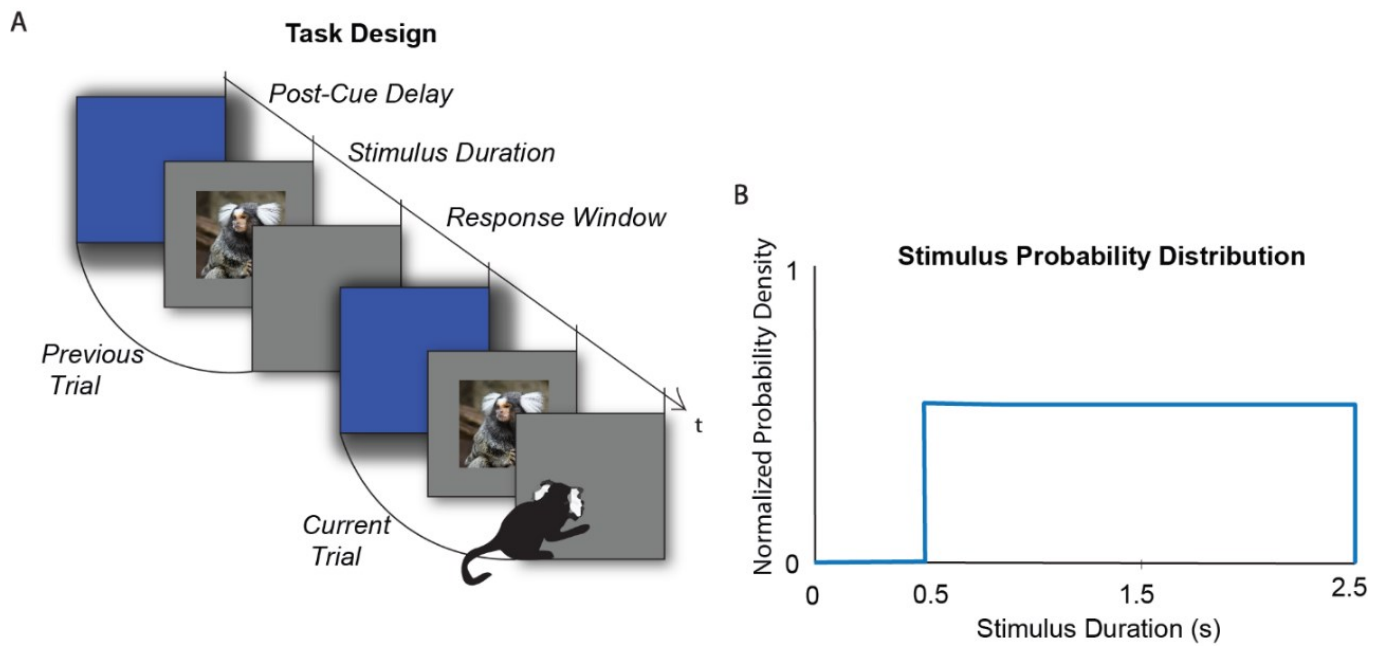 A
Task Design
Post-Cue Delay
Stimulus Duration
Response Window
Previous
Trial
Current
Trial
t
B
Stimulus Probability Distribution
Normalized Probability Density
1
0
0
0.5
1.5
2.5
Stimulus Duration (s)